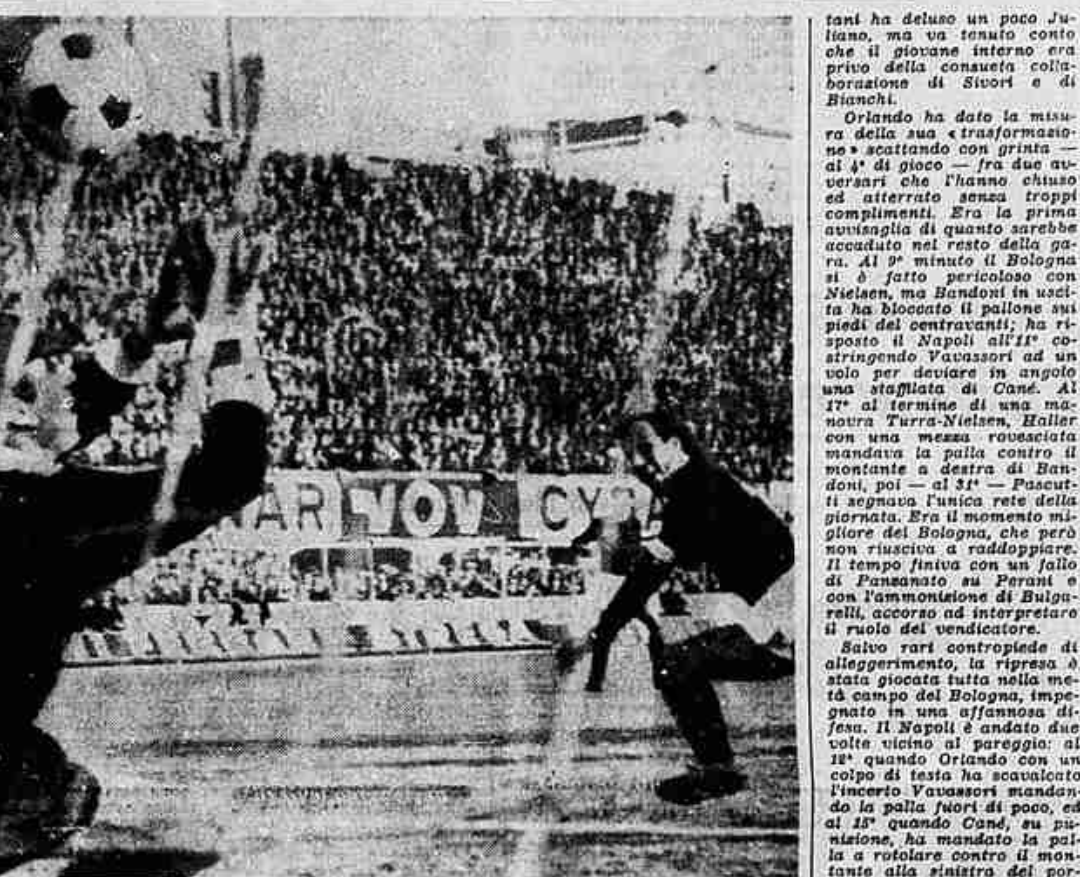 NAR VOV CYN
tani ha deluso un poco Ju-
liano, ma va tenuto conto
che il giovane interno era
privo della consueta colla-
borazione di Sivori e di
Bianchi.
Orlando ha dato la misu-
ra della sua « trasformazio-
ne » scattando con grinta —
al 4° di gioco — fra due av-
versari che l'hanno chiuso
ed atterrato senza troppi
complimenti. Era la prima
avvisaglia di quanto sarebbe
accaduto nel resto della ga-
ra. Al 9° minuto il Bologna
si è fatto pericoloso con
Nielsen, ma Bandoni in usci-
ta ha bloccato il pallone sui
piedi del centravanti; ha ri-
sposto il Napoli all'11° co-
stringendo Vavassori ad un
volo per deviare in angolo
una staffilata di Cané. Al
17° al termine di una ma-
novra Turra-Nielsen, Haller
con una mezza rovesciata
mandava la palla contro il
montante a destra di Ban-
doni, poi — al 31° — Pascut-
ti segnava l'unica rete della
giornata. Era il momento mi-
gliore del Bologna, che però
non riusciva a raddoppiare.
Il tempo finiva con un fallo
di Panzanato su Perani e
con l'ammonizione di Bulga-
relli, accorso ad interpretare
il ruolo del vendicatore.
Salvo rari contropiede di
alleggerimento, la ripresa è
stata giocata tutta nella me-
tà campo del Bologna, impe-
gnato in una affannosa di-
fesa. Il Napoli è andato due
volte vicino al pareggio: al
12° quando Orlando con un
colpo di testa ha scavalcato
l'incerto Vavassori mandan-
do la palla fuori di poco, ed
al 15° quando Cané, su pu-
nizione, ha mandato la pal-
la a rotolare contro il mon-
tante alla sinistra del por-